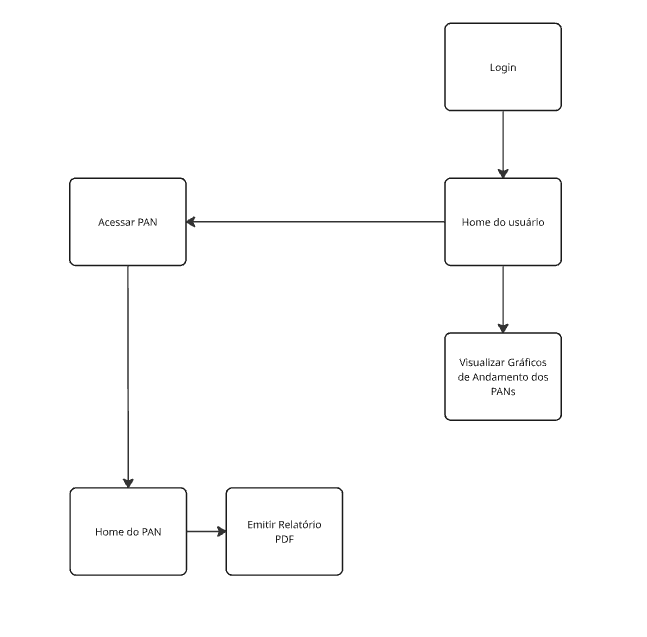 Login
Acessar PAN
Home do usuário
Visualizar Gráficos
de Andamento dos
PANs
Home do PAN
Emitir Relatório
PDF